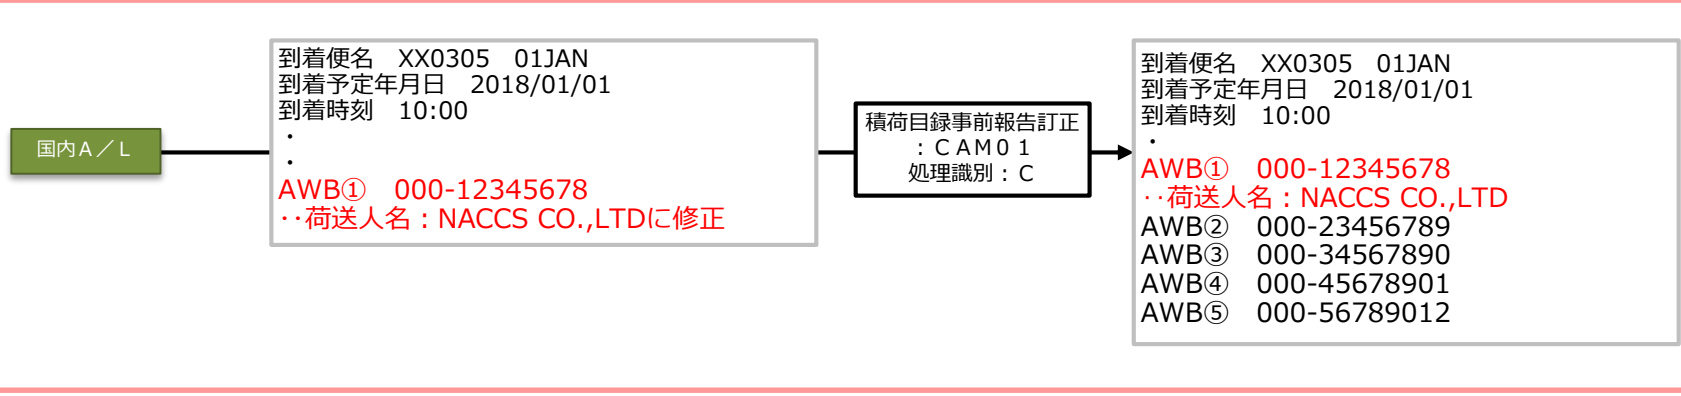 国内Ａ／Ｌ
到着便名　XX0305　01JAN
到着予定年月日　2018/01/01
到着時刻　10:00
・
・
AWB①　000-12345678
‥荷送人名：NACCS CO.,LTDに修正
積荷目録事前報告訂正
：ＣＡＭ０１
処理識別：Ｃ
到着便名　XX0305　01JAN
到着予定年月日　2018/01/01
到着時刻　10:00
・
AWB①　000-12345678
‥荷送人名：NACCS CO.,LTD
AWB②　000-23456789
AWB③　000-34567890
AWB④　000-45678901
AWB⑤　000-56789012